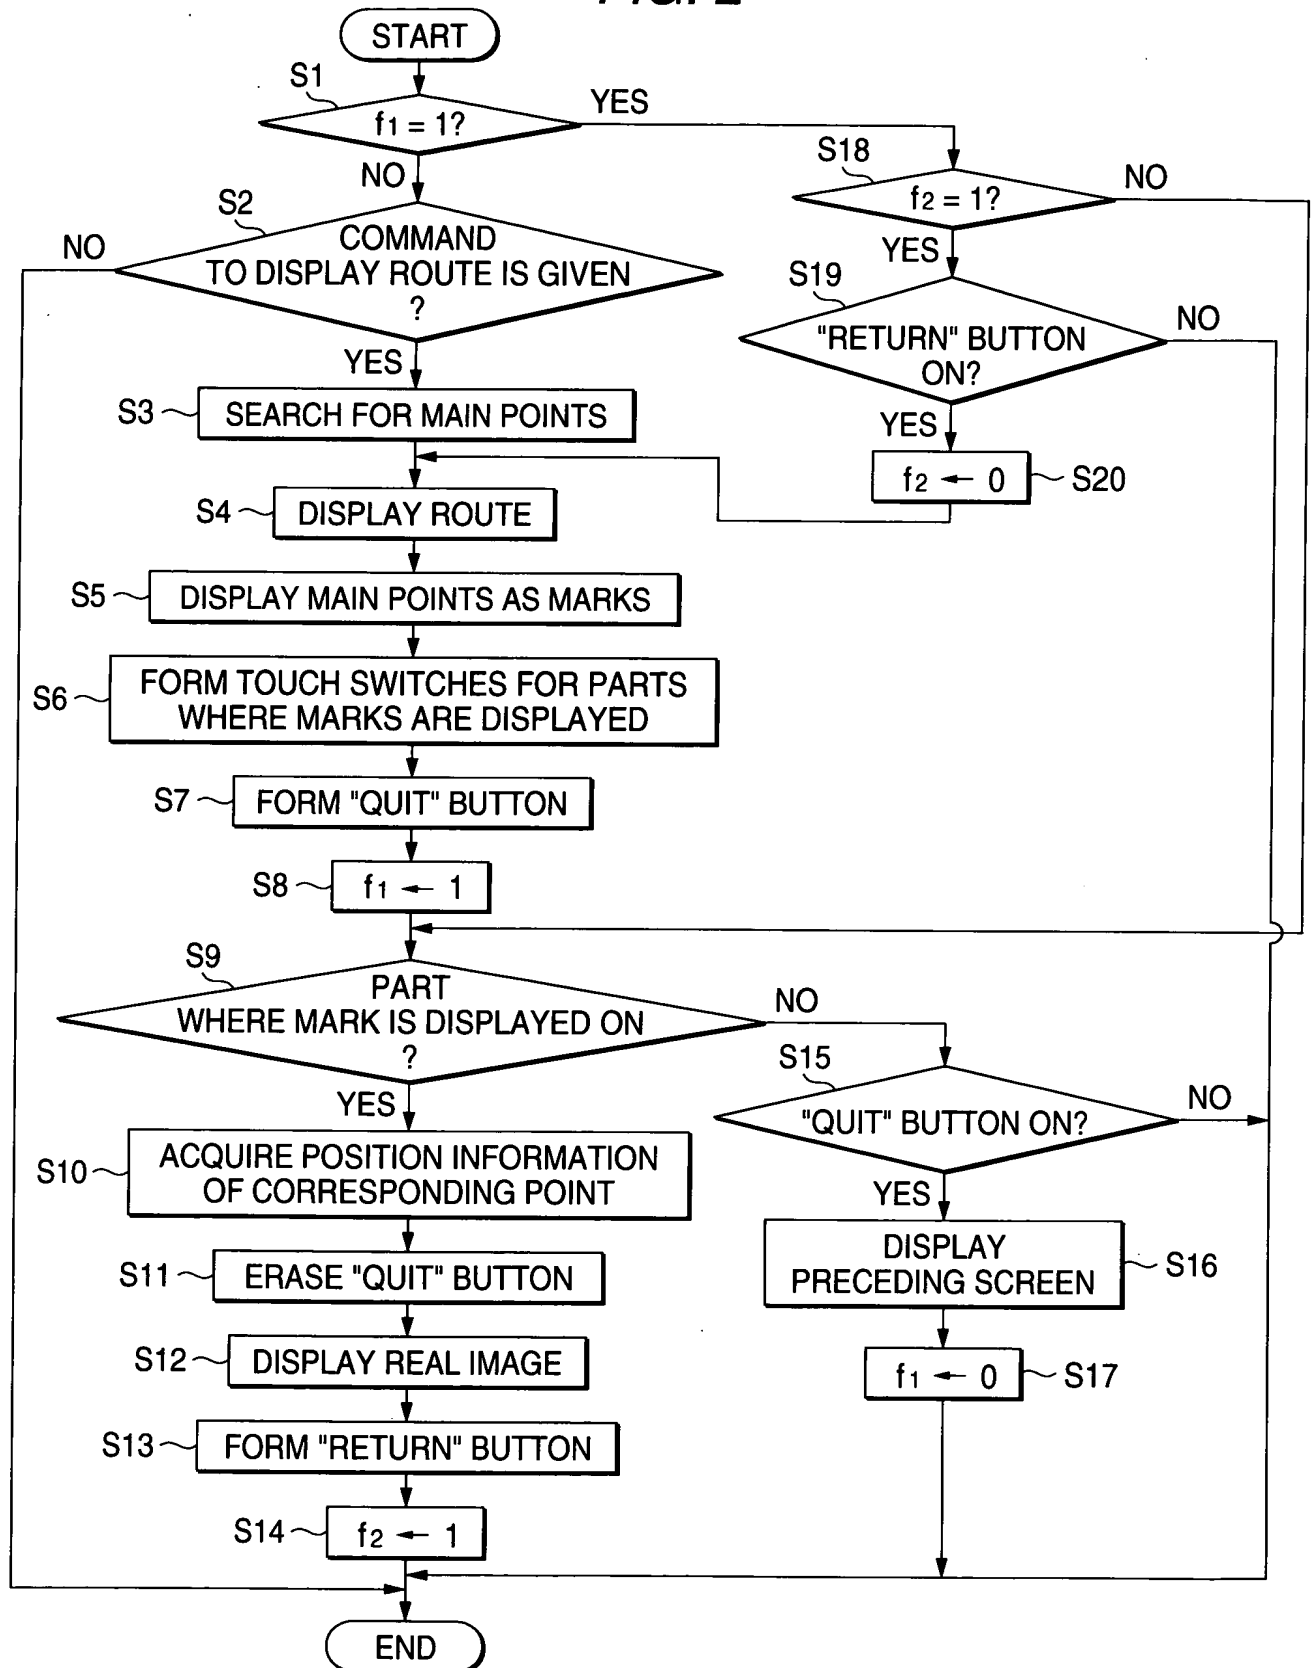 START
S1
f1 = 1?
YES
NO
S18
f2 = 1?
NO
YES
S2
NO
COMMAND
TO DISPLAY ROUTE IS GIVEN
?
YES
S19
"RETURN" BUTTON
ON?
NO
YES
S3
SEARCH FOR MAIN POINTS
f2 ← 0
S20
S4
DISPLAY ROUTE
S5
DISPLAY MAIN POINTS AS MARKS
S6
FORM TOUCH SWITCHES FOR PARTS
WHERE MARKS ARE DISPLAYED
S7
FORM "QUIT" BUTTON
S8
f1 ← 1
S9
PART
WHERE MARK IS DISPLAYED ON
?
NO
YES
S15
"QUIT" BUTTON ON?
NO
YES
S10
ACQUIRE POSITION INFORMATION
OF CORRESPONDING POINT
S11
ERASE "QUIT" BUTTON
DISPLAY
PRECEDING SCREEN
S16
S12
DISPLAY REAL IMAGE
f1 ← 0
S17
S13
FORM "RETURN" BUTTON
S14
f2 ← 1
END